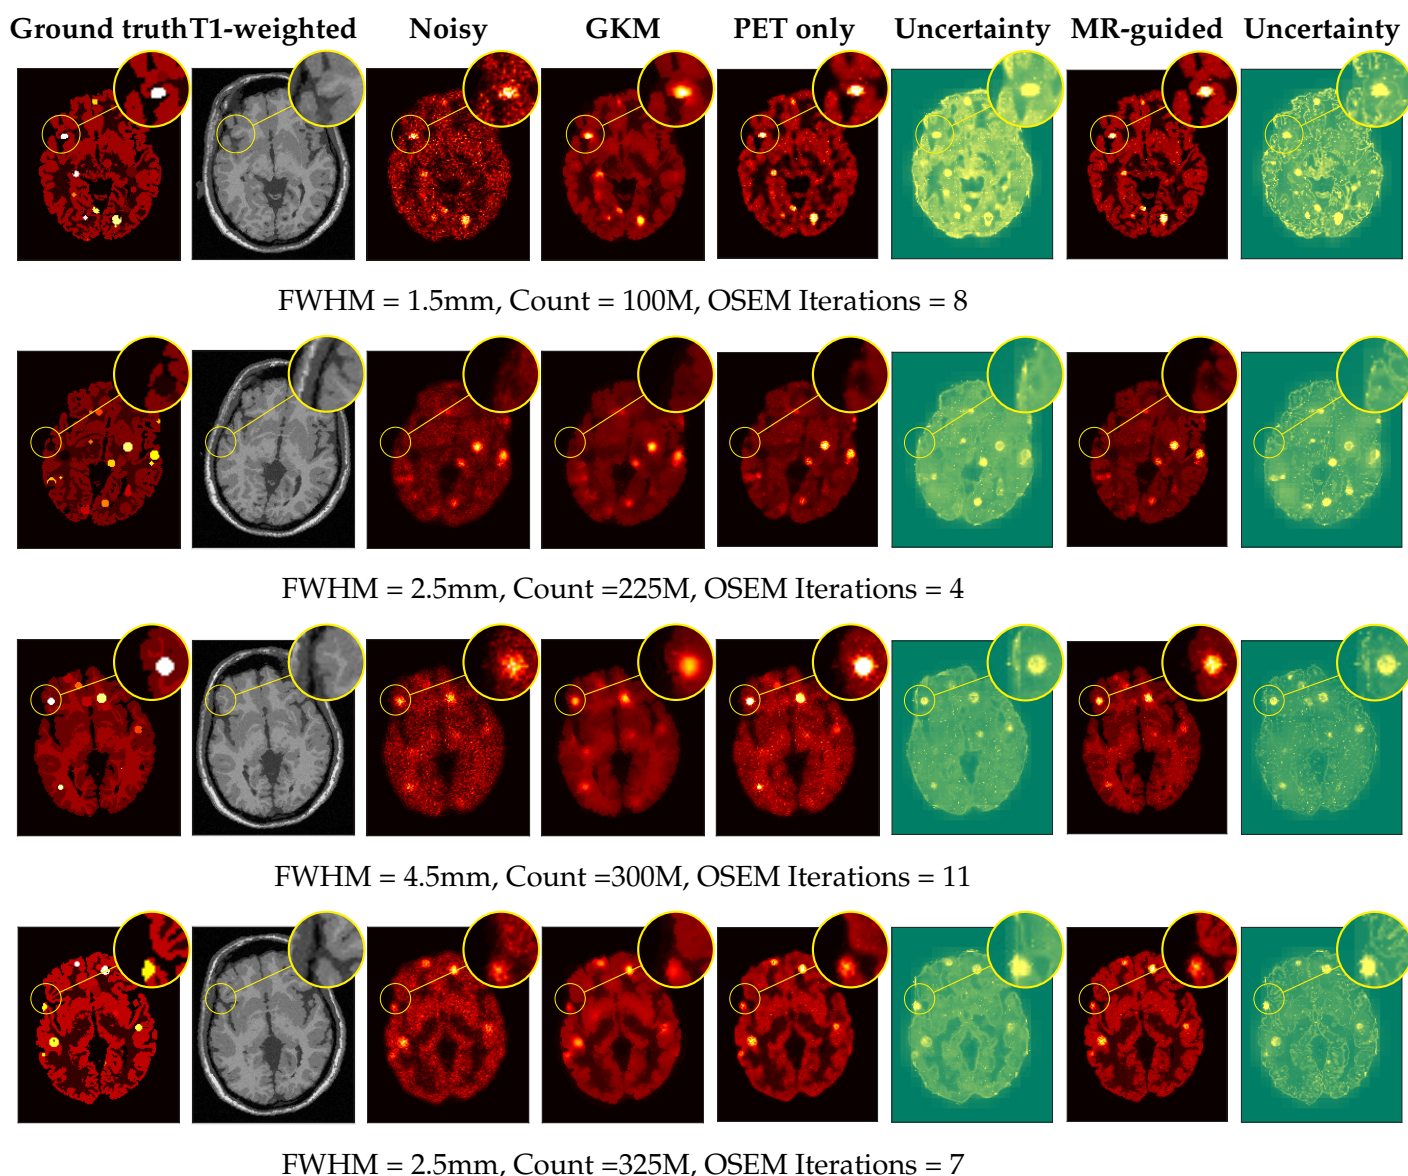 Ground truth T1-weighted Noisy GKM PET only Uncertainty MR-guided Uncertainty
FWHM = 1.5mm, Count = 100M, OSEM Iterations = 8
FWHM = 2.5mm, Count =225M, OSEM Iterations = 4
FWHM = 4.5mm, Count =300M, OSEM Iterations = 11
FWHM = 2.5mm, Count =325M, OSEM Iterations = 7